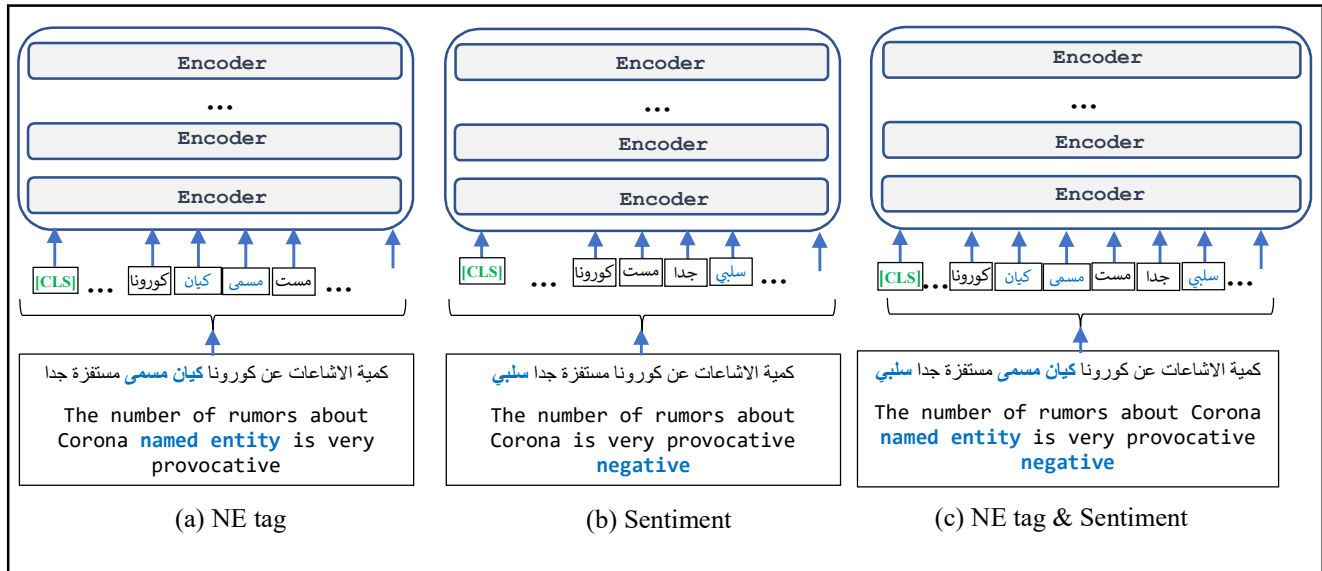 Encoder
...
Encoder
Encoder
[CLS] ... كورونا كيان مسمى مست ...
كمية الاشاعات عن كورونا كيان مسمى مستفزة جدا
The number of rumors about
Corona named entity is very
provocative
(a) NE tag
Encoder
...
Encoder
Encoder
[CLS] ... كورونا مست جدا سلبي ...
كمية الاشاعات عن كورونا مستفزة جدا سلبي
The number of rumors about
Corona is very provocative
negative
(b) Sentiment
Encoder
...
Encoder
Encoder
[CLS] ... كورونا كيان مسمى مست جدا سلبي ...
كمية الاشاعات عن كورونا كيان مسمى مستفزة جدا سلبي
The number of rumors about Corona
named entity is very provocative
negative
(c) NE tag & Sentiment